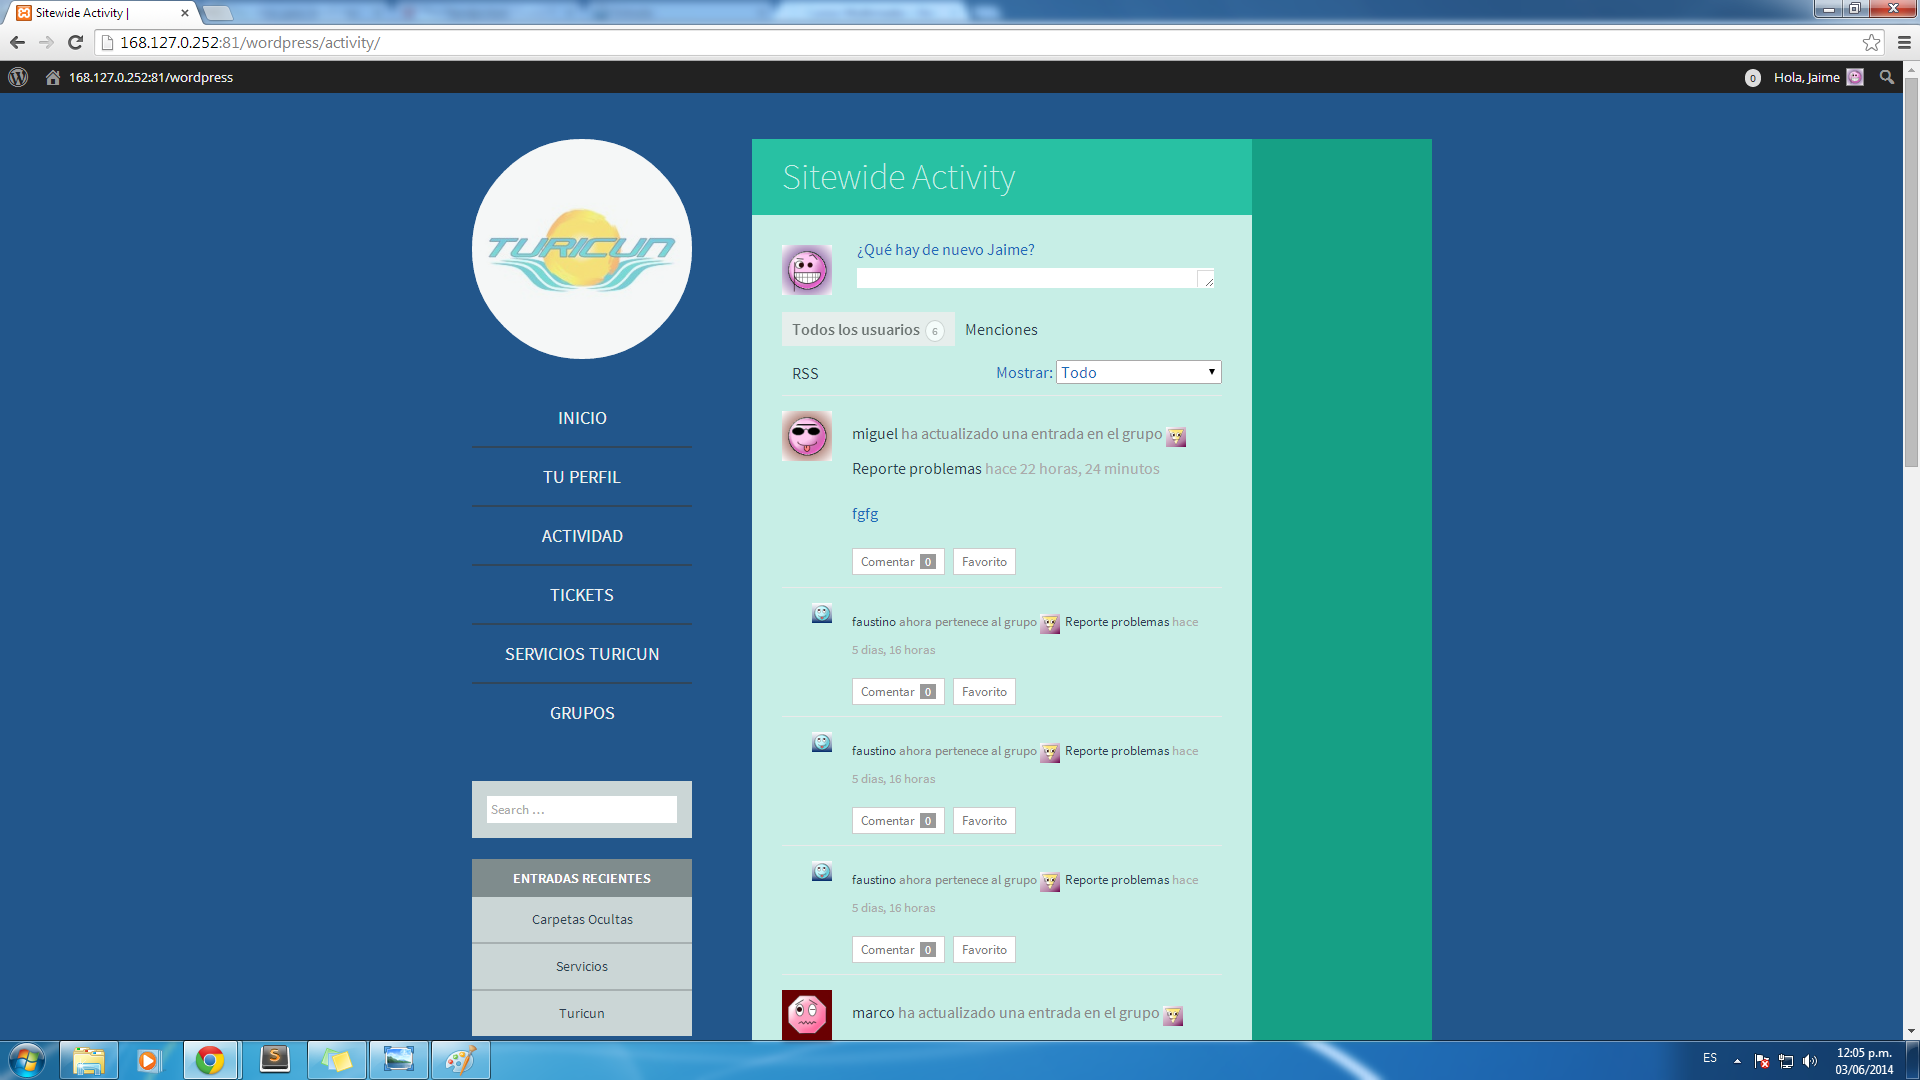 Sitewide Activity |
168.127.0.252:81/wordpress/activity/
168.127.0.252:81/wordpress
0
Hola, Jaime
TURICUN
INICIO
TU PERFIL
ACTIVIDAD
TICKETS
SERVICIOS TURICUN
GRUPOS
Search ...
ENTRADAS RECIENTES
Carpetas Ocultas
Servicios
Turicun
Sitewide Activity
¿Qué hay de nuevo Jaime?
Todos los usuarios 6 Menciones
RSS Mostrar: Todo
miguel ha actualizado una entrada en el grupo
Reporte problemas hace 22 horas, 24 minutos
fgfg
Comentar 0 Favorito
faustino ahora pertenece al grupo Reporte problemas hace
5 dias, 16 horas
Comentar 0 Favorito
faustino ahora pertenece al grupo Reporte problemas hace
5 dias, 16 horas
Comentar 0 Favorito
faustino ahora pertenece al grupo Reporte problemas hace
5 dias, 16 horas
Comentar 0 Favorito
marco ha actualizado una entrada en el grupo
ES
12:05 p.m.
03/06/2014